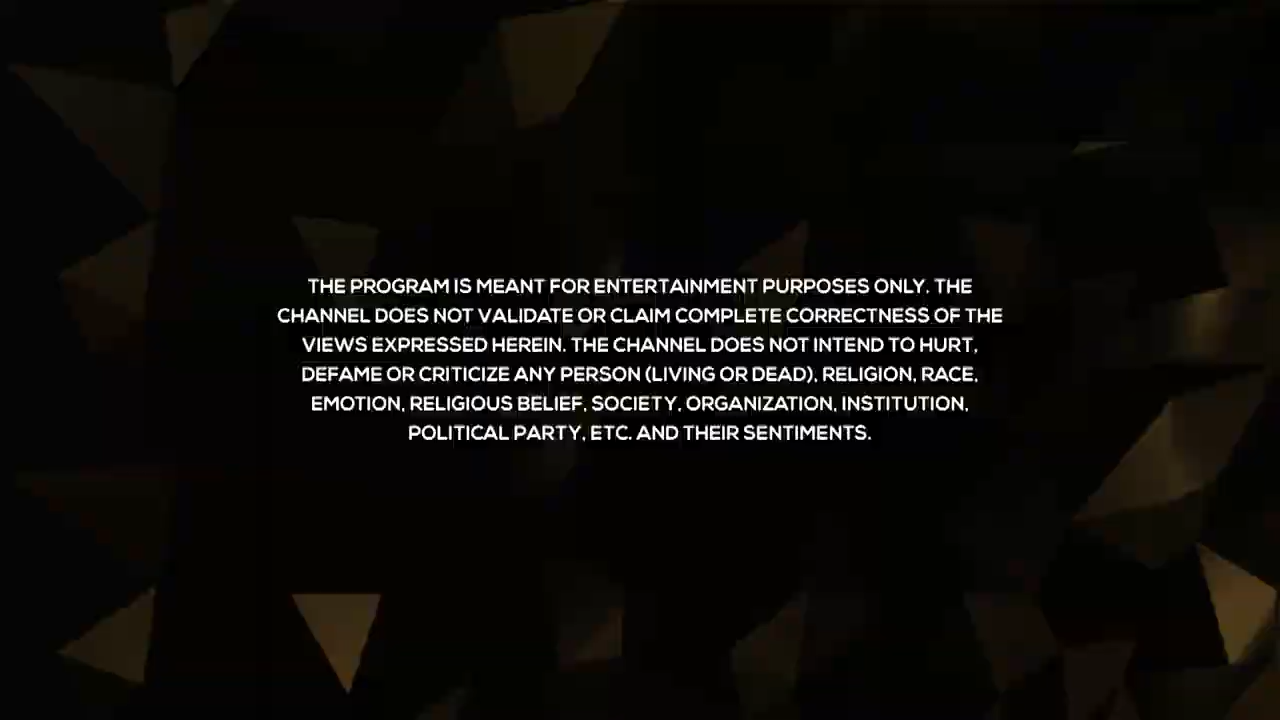 THE PROGRAM IS MEANT FOR ENTERTAINMENT PURPOSES ONLY. THE
CHANNEL DOES NOT VALIDATE OR CLAIM COMPLETE CORRECTNESS OF THE
VIEWS EXPRESSED HEREIN. THE CHANNEL DOES NOT INTEND TO HURT,
DEFAME OR CRITICIZE ANY PERSON (LIVING OR DEAD), RELIGION, RACE,
EMOTION, RELIGIOUS BELIEF, SOCIETY, ORGANIZATION, INSTITUTION,
POLITICAL PARTY, ETC. AND THEIR SENTIMENTS.